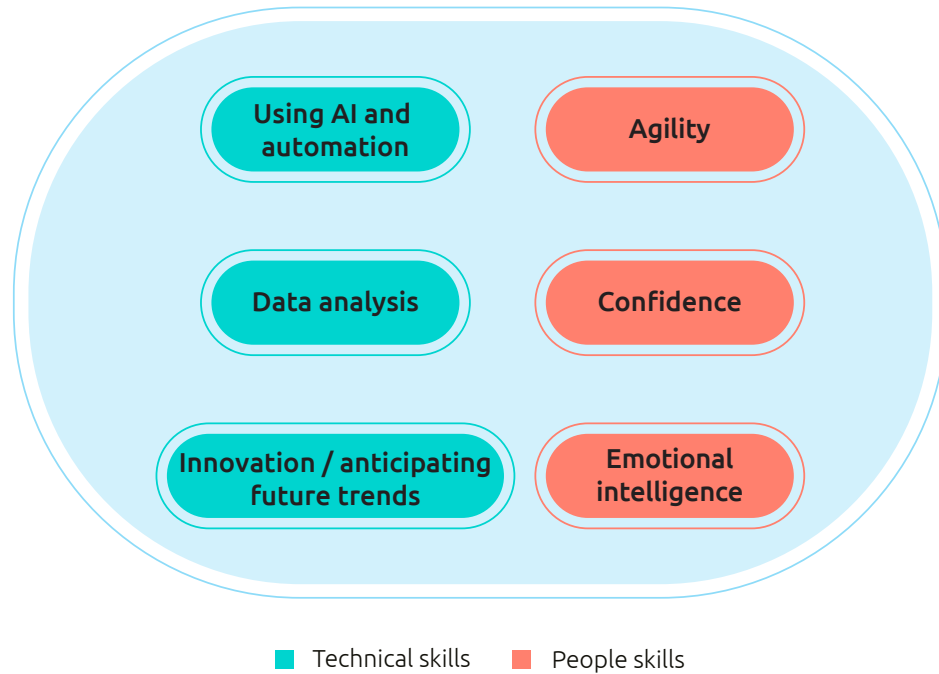 Using AI and
automation
Agility
Data analysis
Confidence
Innovation / anticipating
future trends
Emotional
intelligence
Technical skills
People skills